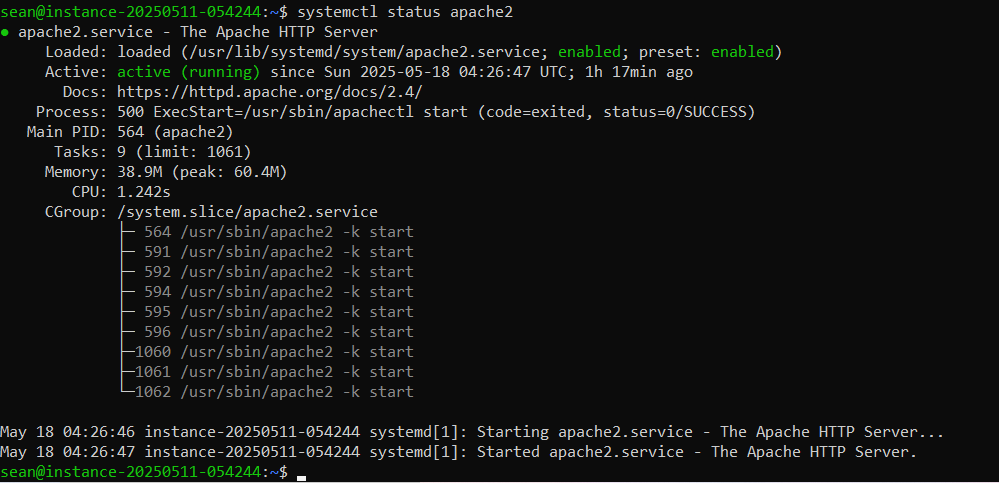 sean@instance-20250511-054244:~$ systemctl status apache2
● apache2.service - The Apache HTTP Server
     Loaded: loaded (/usr/lib/systemd/system/apache2.service; enabled; preset: enabled)
     Active: active (running) since Sun 2025-05-18 04:26:47 UTC; 1h 17min ago
       Docs: https://httpd.apache.org/docs/2.4/
    Process: 500 ExecStart=/usr/sbin/apachectl start (code=exited, status=0/SUCCESS)
   Main PID: 564 (apache2)
      Tasks: 9 (limit: 1061)
     Memory: 38.9M (peak: 60.4M)
        CPU: 1.242s
     CGroup: /system.slice/apache2.service
             ├─ 564 /usr/sbin/apache2 -k start
             ├─ 591 /usr/sbin/apache2 -k start
             ├─ 592 /usr/sbin/apache2 -k start
             ├─ 594 /usr/sbin/apache2 -k start
             ├─ 595 /usr/sbin/apache2 -k start
             ├─ 596 /usr/sbin/apache2 -k start
             ├─1060 /usr/sbin/apache2 -k start
             ├─1061 /usr/sbin/apache2 -k start
             └─1062 /usr/sbin/apache2 -k start

May 18 04:26:46 instance-20250511-054244 systemd[1]: Starting apache2.service - The Apache HTTP Server...
May 18 04:26:47 instance-20250511-054244 systemd[1]: Started apache2.service - The Apache HTTP Server.
sean@instance-20250511-054244:~$